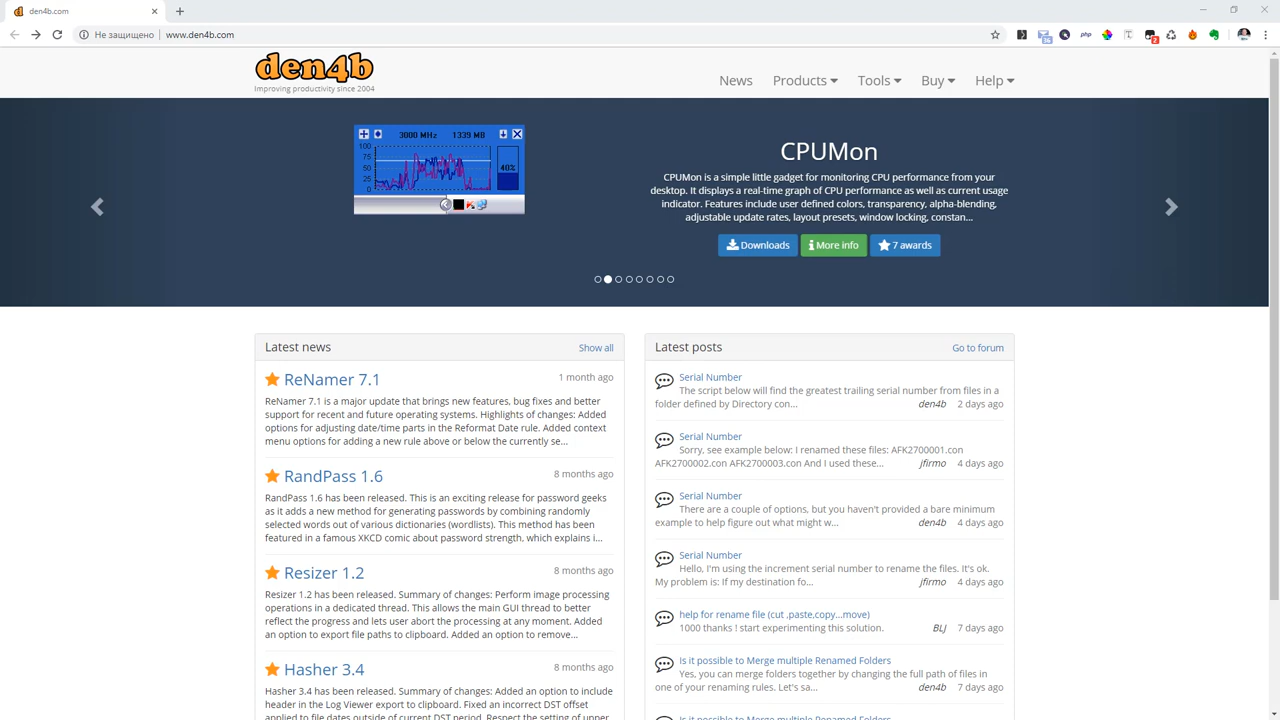 den4b.com
Не защищено
www.den4b.com
36
php
2
den4b
Improving productivity since 2004
News
Products
Tools
Buy
Help
3000 MHz
1339 MB
100
75
50
25
0
40%
CPUMon
CPUMon is a simple little gadget for monitoring CPU performance from your
desktop. It displays a real-time graph of CPU performance as well as current usage
indicator. Features include user defined colors, transparency, alpha-blending,
adjustable update rates, layout presets, window locking, constan...
Downloads
More info
7 awards
Latest news
Show all
ReNamer 7.1
1 month ago
ReNamer 7.1 is a major update that brings new features, bug fixes and better
support for recent and future operating systems. Highlights of changes: Added
options for adjusting date/time parts in the Reformat Date rule. Added context
menu options for adding a new rule above or below the currently se...
RandPass 1.6
8 months ago
RandPass 1.6 has been released. This is an exciting release for password geeks
as it adds a new method for generating passwords by combining randomly
selected words out of various dictionaries (wordlists). This method has been
featured in a famous XKCD comic about password strength, which explains i...
Resizer 1.2
8 months ago
Resizer 1.2 has been released. Summary of changes: Perform image processing
operations in a dedicated thread. This allows the main GUI thread to better
reflect the progress and lets user abort the processing at any moment. Added
an option to export file paths to clipboard. Added an option to remove...
Hasher 3.4
8 months ago
Hasher 3.4 has been released. Summary of changes: Added an option to include
header in the Log Viewer export to clipboard. Fixed an incorrect DST offset
applied to file dates outside of current DST period. Respect the setting of upper
Latest posts
Go to forum
Serial Number
The script below will find the greatest trailing serial number from files in a
folder defined by Directory con...
den4b
2 days ago
Serial Number
Sorry, see example below: I renamed these files: AFK2700001.con
AFK2700002.con AFK2700003.con And I used these...
jfirmo
4 days ago
Serial Number
There are a couple of options, but you haven't provided a bare minimum
example to help figure out what might w...
den4b
4 days ago
Serial Number
Hello, I'm using the increment serial number to rename the files. It's ok.
My problem is: If my destination fo...
jfirmo
4 days ago
help for rename file (cut ,paste,copy...move)
1000 thanks ! start experimenting this solution.
BLJ
7 days ago
Is it possible to Merge multiple Renamed Folders
Yes, you can merge folders together by changing the full path of files in
one of your renaming rules. Let's sa...
den4b
7 days ago
Is it possible to Merge multiple Renamed Folders